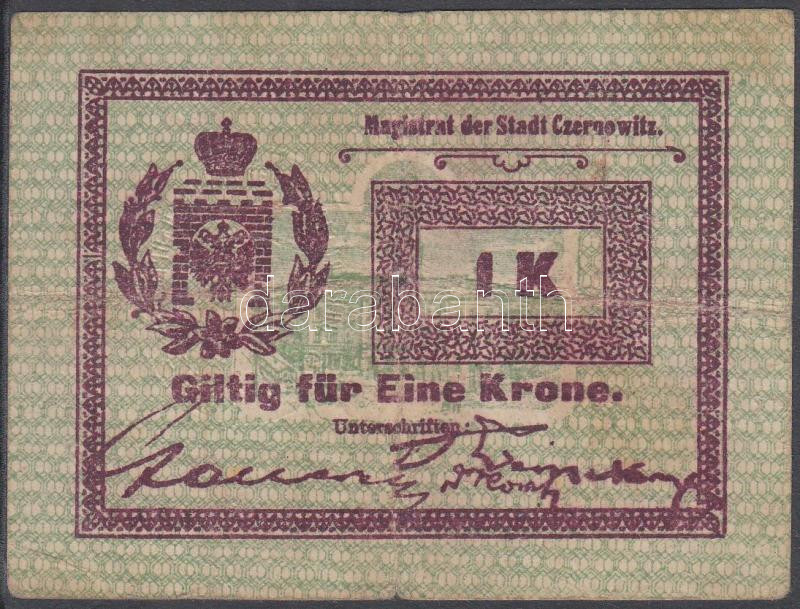 Magistrat der Stadt Czernowitz.
1 K
darabanth
Giltig für Eine Krone.
Unterschriften: